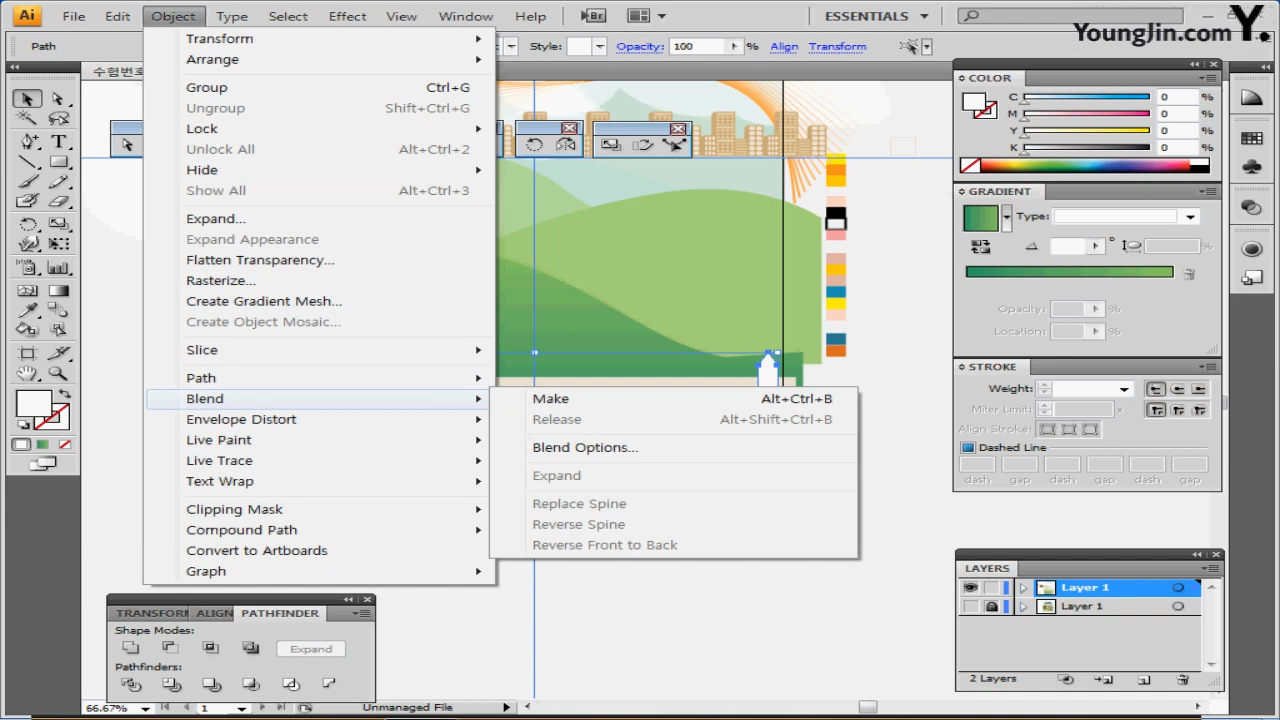 Ai File Edit Object Type Select Effect View Window Help Br ESSENTIALS
Y.
YoungJin.com
Path Style: Opacity: 100 % Align Transform
수험번호
Transform
Arrange
Group Ctrl+G
Ungroup Shift+Ctrl+G
Lock
Unlock All Alt+Ctrl+2
Hide
Show All Alt+Ctrl+3
Expand...
Expand Appearance
Flatten Transparency...
Rasterize...
Create Gradient Mesh...
Create Object Mosaic...
Slice
Path
Blend
Envelope Distort
Live Paint
Live Trace
Text Wrap
Clipping Mask
Compound Path
Convert to Artboards
Graph
Make Alt+Ctrl+B
Release Alt+Shift+Ctrl+B
Blend Options...
Expand
Replace Spine
Reverse Spine
Reverse Front to Back
COLOR
C 0 %
M 0 %
Y 0 %
K 0 %
GRADIENT
Type:
°
%
Opacity: %
Location: %
STROKE
Weight:
Miter Limit: x
Align Stroke:
Dashed Line
dash gap dash gap dash gap
LAYERS
Layer 1
Layer 1
2 Layers
TRANSFORM ALIGN PATHFINDER
Shape Modes:
Expand
Pathfinders:
66.67% 1 Unmanaged File